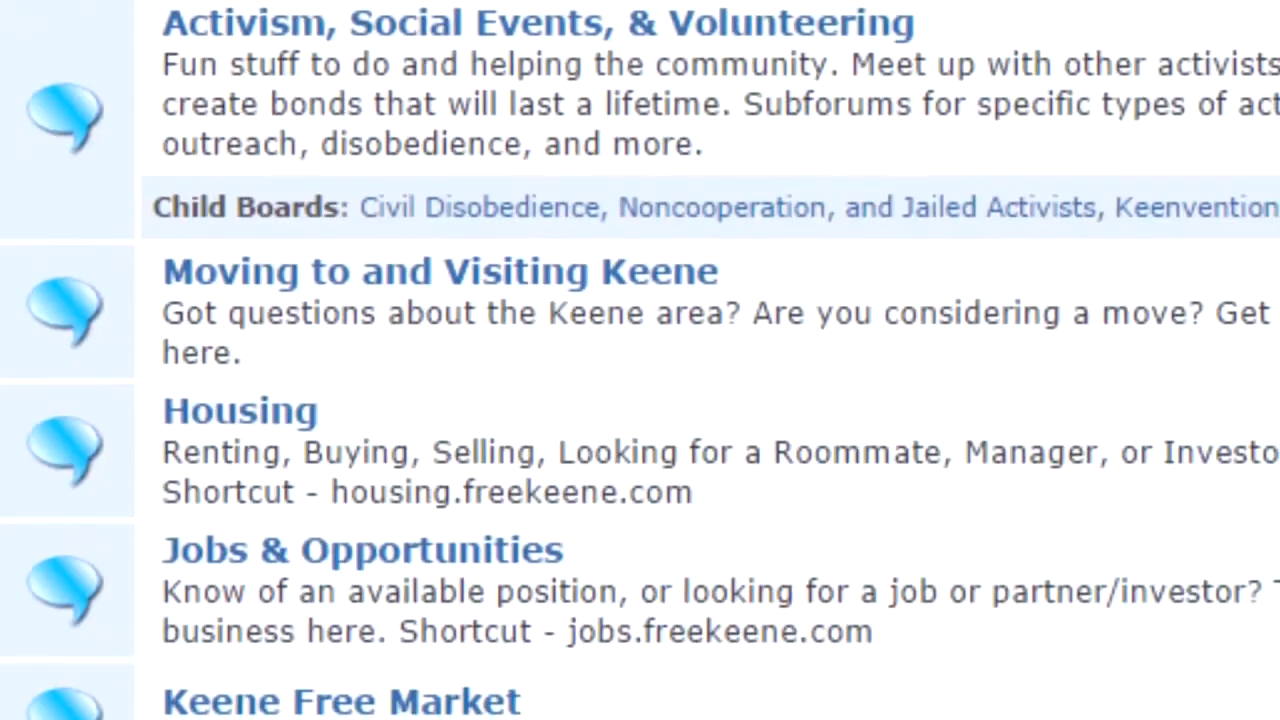 Activism, Social Events, & Volunteering
Fun stuff to do and helping the community. Meet up with other activists
create bonds that will last a lifetime. Subforums for specific types of act
outreach, disobedience, and more.
Child Boards: Civil Disobedience, Noncooperation, and Jailed Activists, Keenvention
Moving to and Visiting Keene
Got questions about the Keene area? Are you considering a move? Get
here.
Housing
Renting, Buying, Selling, Looking for a Roommate, Manager, or Investo
Shortcut - housing.freekeene.com
Jobs & Opportunities
Know of an available position, or looking for a job or partner/investor?
business here. Shortcut - jobs.freekeene.com
Keene Free Market